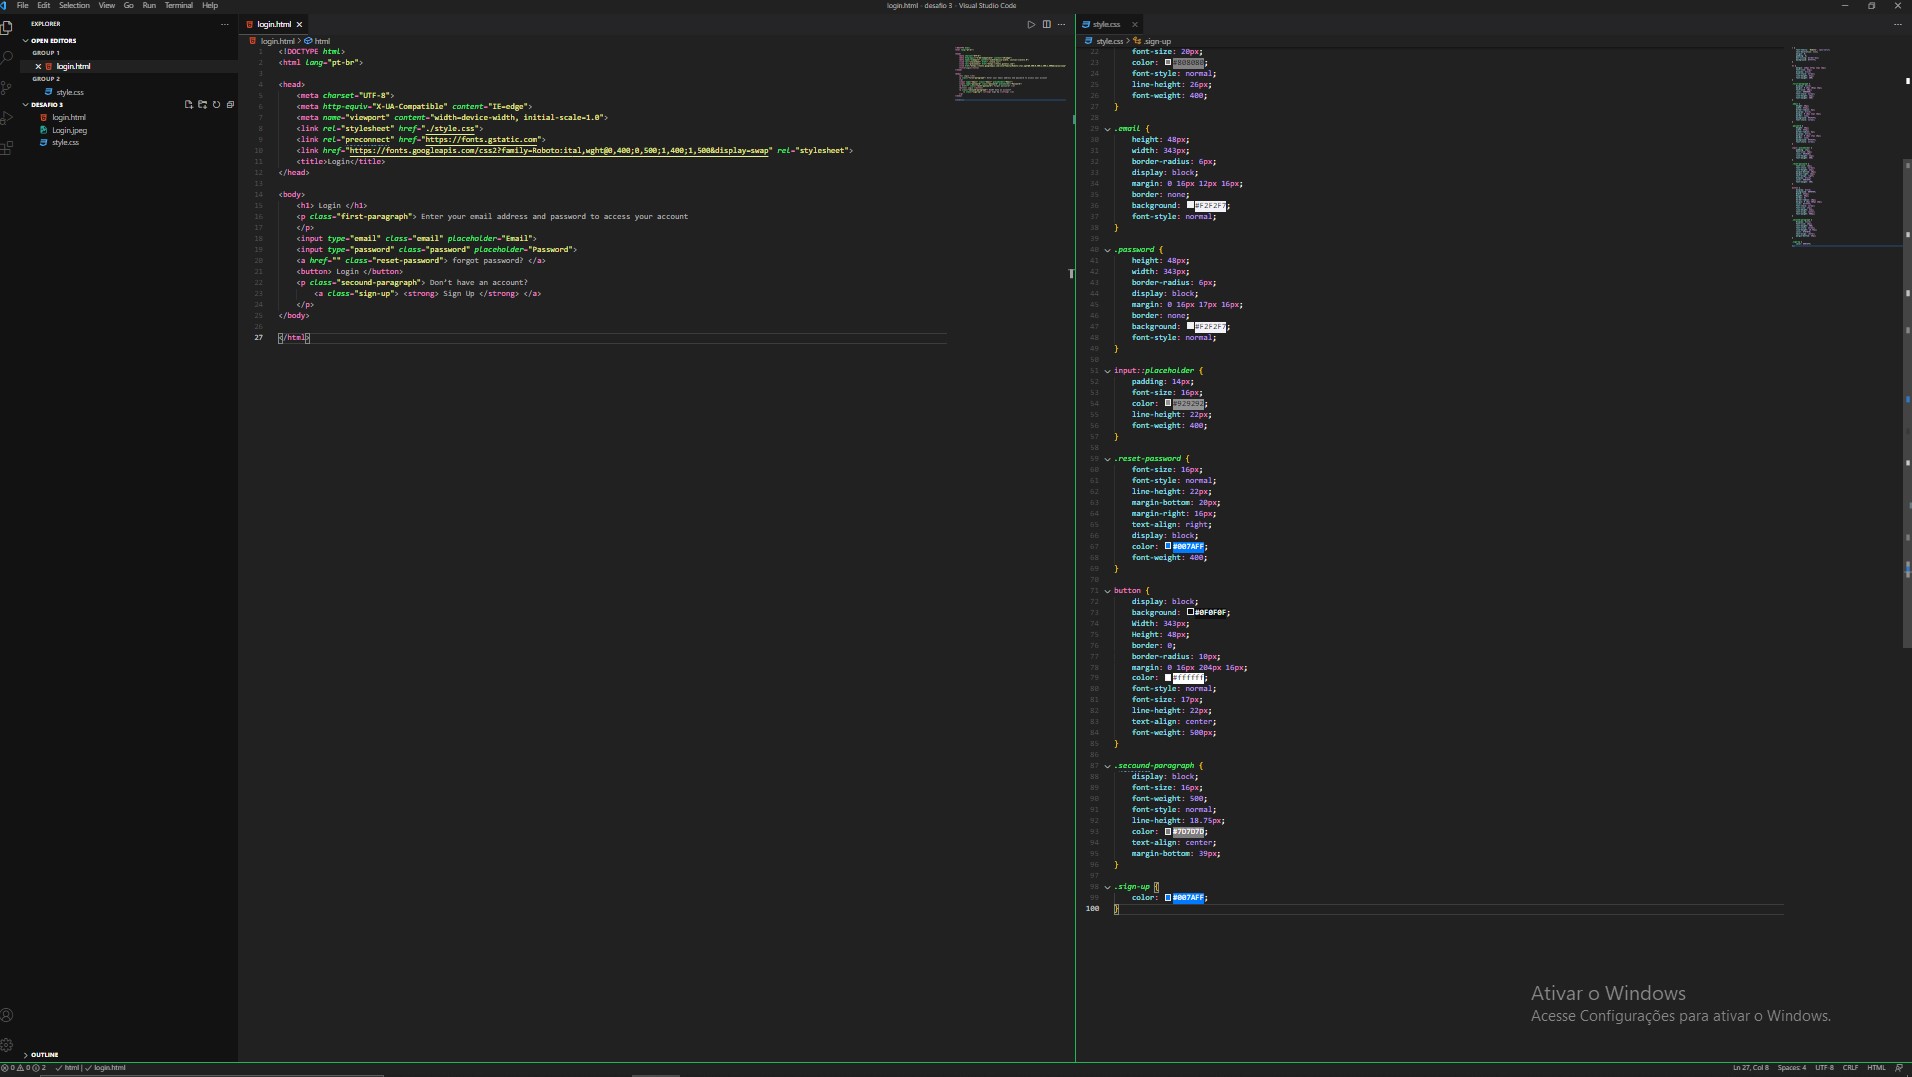 File Edit Selection View Go Run Terminal Help
login.html - desafio 3 - Visual Studio Code
EXPLORER
OPEN EDITORS
GROUP 1
login.html
GROUP 2
style.css
DESAFIO 3
login.html
Login.jpeg
style.css
OUTLINE
login.html
login.html > html
1 <!DOCTYPE html>
2 <html lang="pt-br">
3
4 <head>
5 <meta charset="UTF-8">
6 <meta http-equiv="X-UA-Compatible" content="IE=edge">
7 <meta name="viewport" content="width=device-width, initial-scale=1.0">
8 <link rel="stylesheet" href="./style.css">
9 <link rel="preconnect" href="https://fonts.gstatic.com">
10 <link href="https://fonts.googleapis.com/css2?family=Roboto:ital,wght@0,400;0,500;1,400;1,500&display=swap" rel="stylesheet">
11 <title>Login</title>
12 </head>
13
14 <body>
15 <h1> Login </h1>
16 <p class="first-paragraph"> Enter your email address and password to access your account
17 </p>
18 <input type="email" class="email" placeholder="Email">
19 <input type="password" class="password" placeholder="Password">
20 <a href="" class="reset-password"> forgot password? </a>
21 <button> Login </button>
22 <p class="secound-paragraph"> Don't have an account?
23 <a class="sign-up"> <strong> Sign Up </strong> </a>
24 </p>
25 </body>
26
27 </html>
style.css
style.css > .sign-up
22 font-size: 20px;
23 color: #808080;
24 font-style: normal;
25 line-height: 26px;
26 font-weight: 400;
27 }
28
29 .email {
30 height: 48px;
31 width: 343px;
32 border-radius: 6px;
33 display: block;
34 margin: 0 16px 12px 16px;
35 border: none;
36 background: #F2F2F7;
37 font-style: normal;
38 }
39
40 .password {
41 height: 48px;
42 width: 343px;
43 border-radius: 6px;
44 display: block;
45 margin: 0 16px 17px 16px;
46 border: none;
47 background: #F2F2F7;
48 font-style: normal;
49 }
50
51 input::placeholder {
52 padding: 14px;
53 font-size: 16px;
54 color: #929292;
55 line-height: 22px;
56 font-weight: 400;
57 }
58
59 .reset-password {
60 font-size: 16px;
61 font-style: normal;
62 line-height: 22px;
63 margin-bottom: 20px;
64 margin-right: 16px;
65 text-align: right;
66 display: block;
67 color: #007AFF;
68 font-weight: 400;
69 }
70
71 button {
72 display: block;
73 background: #0F0F0F;
74 Width: 343px;
75 Height: 48px;
76 border: 0;
77 border-radius: 10px;
78 margin: 0 16px 204px 16px;
79 color: #ffffff;
80 font-style: normal;
81 font-size: 17px;
82 line-height: 22px;
83 text-align: center;
84 font-weight: 500px;
85 }
86
87 .secound-paragraph {
88 display: block;
89 font-size: 16px;
90 font-weight: 500;
91 font-style: normal;
92 line-height: 18.75px;
93 color: #7D7D7D;
94 text-align: center;
95 margin-bottom: 39px;
96 }
97
98 .sign-up {
99 color: #007AFF;
100 }
Ativar o Windows
Acesse Configurações para ativar o Windows.
0 0 2 html | login.html
Ln 27, Col 8 Spaces: 4 UTF-8 CRLF HTML